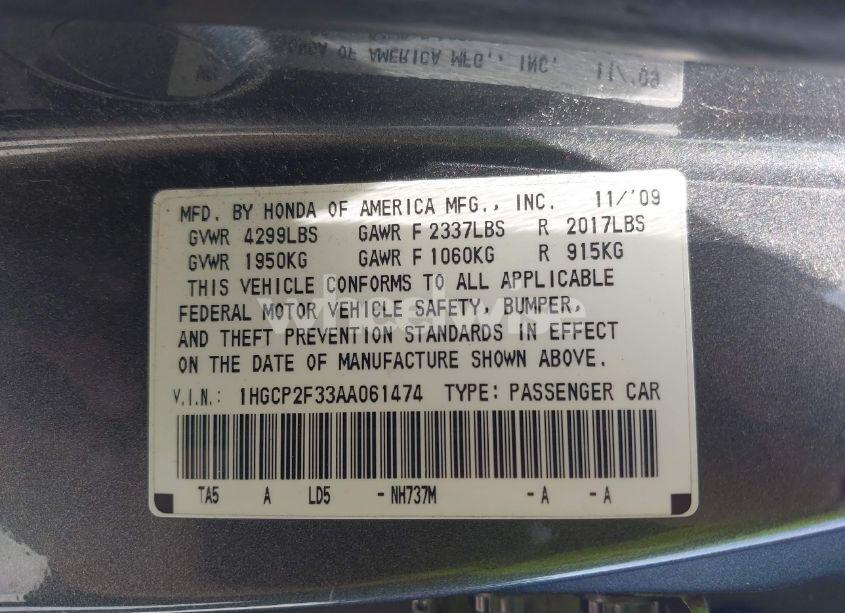 MFD. BY HONDA OF AMERICA MFG., INC. 11/'09
GVWR 4299LBS GAWR F 2337LBS R 2017LBS
GVWR 1950KG GAWR F 1060KG R 915KG
THIS VEHICLE CONFORMS TO ALL APPLICABLE
FEDERAL MOTOR VEHICLE SAFETY, BUMPER,
AND THEFT PREVENTION STANDARDS IN EFFECT
ON THE DATE OF MANUFACTURE SHOWN ABOVE.
V.I.N.: 1HGCP2F33AA061474 TYPE: PASSENGER CAR
TA5 A LD5 - NH737M - A - A